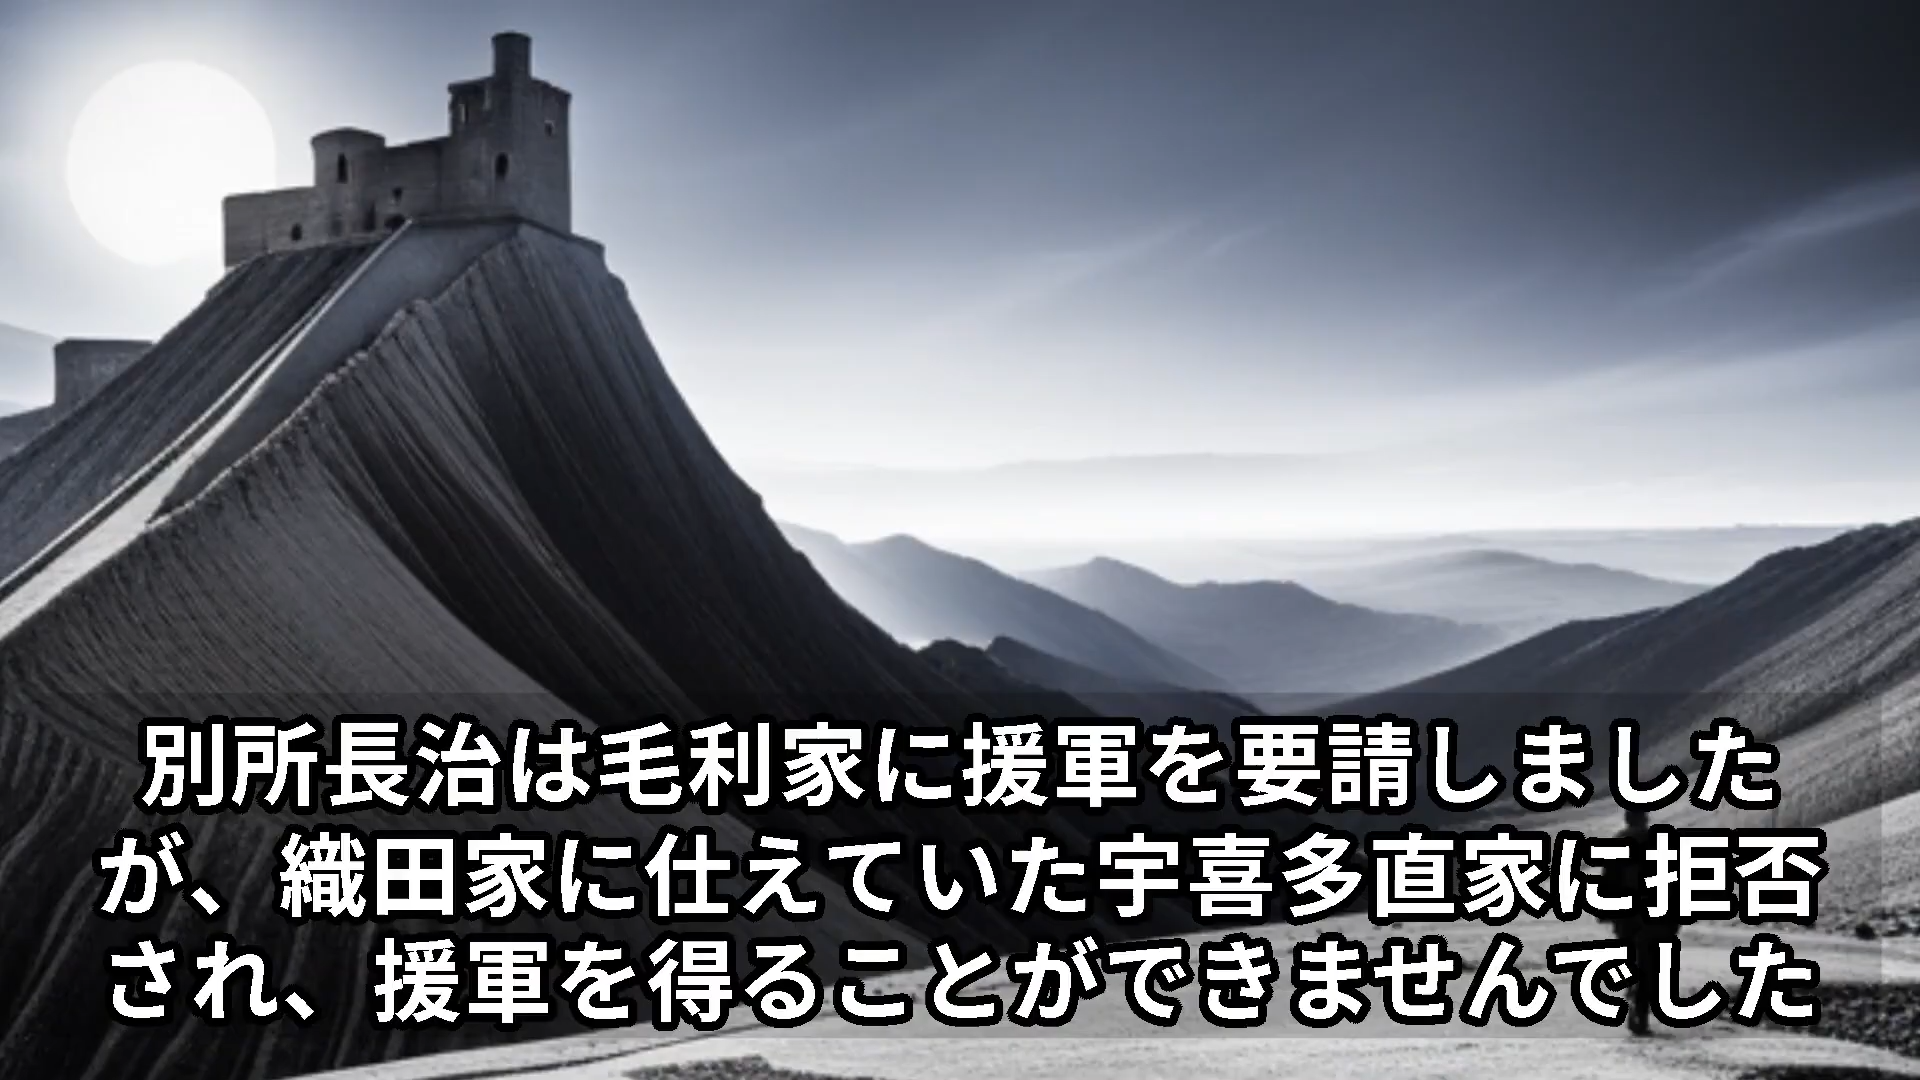 別所長治は毛利家に援軍を要請しました
が、織田家に仕えていた宇喜多直家に拒否
され、援軍を得ることができませんでした